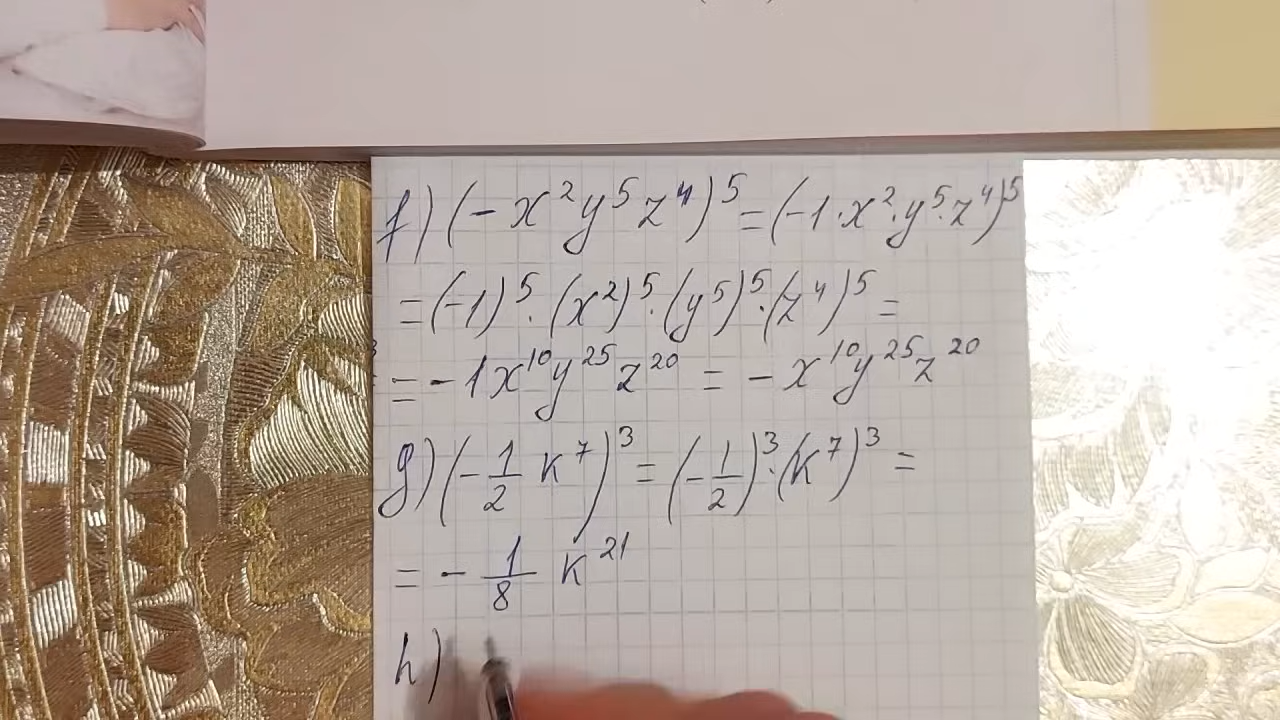 f) (-x²y⁵z⁴)⁵ = (-1·x²·y⁵·z⁴)⁵
= (-1)⁵·(x²)⁵·(y⁵)⁵·(z⁴)⁵ =
= -1x¹⁰y²⁵z²⁰ = -x¹⁰y²⁵z²⁰
g) (-1/2 k⁷)³ = (-1/2)³·(k⁷)³ =
= -1/8 k²¹
h)